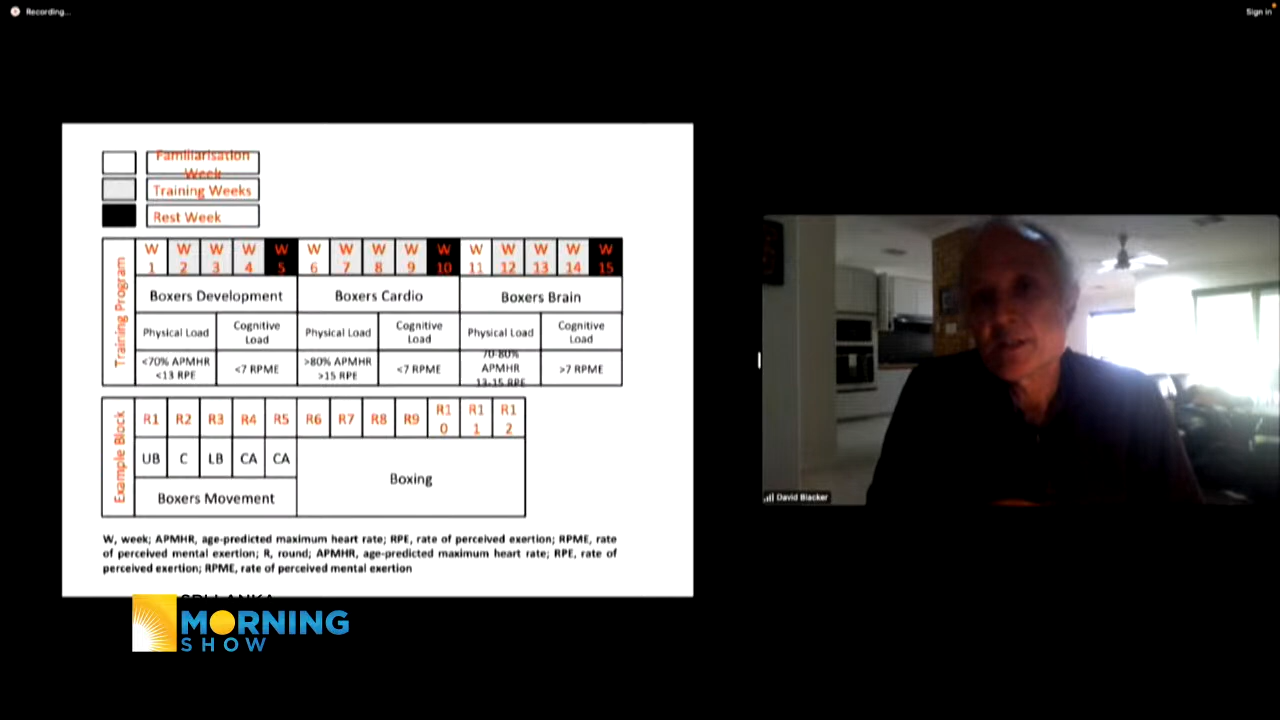 Recording...
Sign in
Familiarisation
Week
Training Weeks
Rest Week
Training Program
W 1 W 2 W 3 W 4 W 5 W 6 W 7 W 8 W 9 W 10 W 11 W 12 W 13 W 14 W 15
Boxers Development Boxers Cardio Boxers Brain
Physical Load Cognitive Load Physical Load Cognitive Load Physical Load Cognitive Load
<70% APMHR <13 RPE <7 RPME >80% APMHR >15 RPE <7 RPME 70-80% APMHR 13-15 RPE >7 RPME
Example Block
R1 R2 R3 R4 R5 R6 R7 R8 R9 R10 R11 R12
UB C LB CA CA Boxing
Boxers Movement
W, week; APMHR, age-predicted maximum heart rate; RPE, rate of perceived exertion; RPME, rate
of perceived mental exertion; R, round; APMHR, age-predicted maximum heart rate; RPE, rate of
perceived exertion; RPME, rate of perceived mental exertion
David Blacker
SRI LANKA
MORNING
SHOW